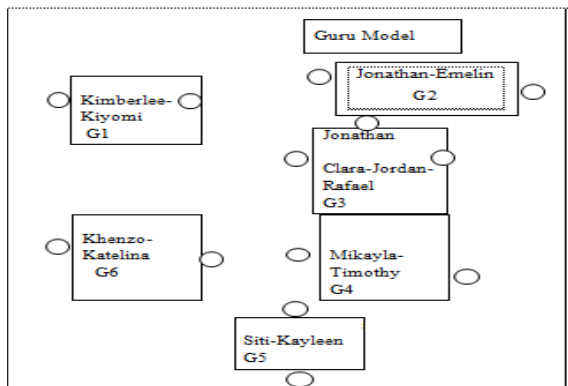 Guru Model
Jonathan-Emelin
G2
Kimberlee-
Kiyomi
G1
Jonathan
Clara-Jordan-
Rafael
G3
Khenzo-
Katelina
G6
Mikayla-
Timothy
G4
Siti-Kayleen
G5